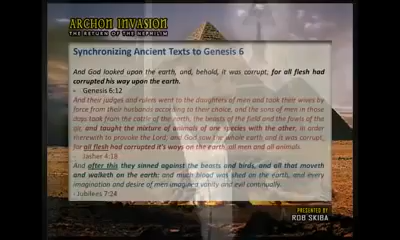 ARCHON INVASION
THE RETURN OF THE NEPHILIM
Synchronizing Ancient Texts to Genesis 6
And God looked upon the earth, and, behold, it was corrupt; for all flesh had
corrupted his way upon the earth.
- Genesis 6:12
And their judges and rulers went to the daughters of men and took their wives by
force from their husbands according to their choice, and the sons of men in those
days took from the cattle of the earth, the beasts of the field and the fowls of the
air, and taught the mixture of animals of one species with the other, in order
therewith to provoke the Lord; and God saw the whole earth and it was corrupt,
for all flesh had corrupted it's ways on the earth, all men and all animals.
- Jasher 4:18
And after this they sinned against the beasts and birds, and all that moveth
and walketh on the earth: and much blood was shed on the earth, and every
imagination and desire of men imagined vanity and evil continually.
- Jubilees 7:24
PRESENTED BY
ROB SKIBA